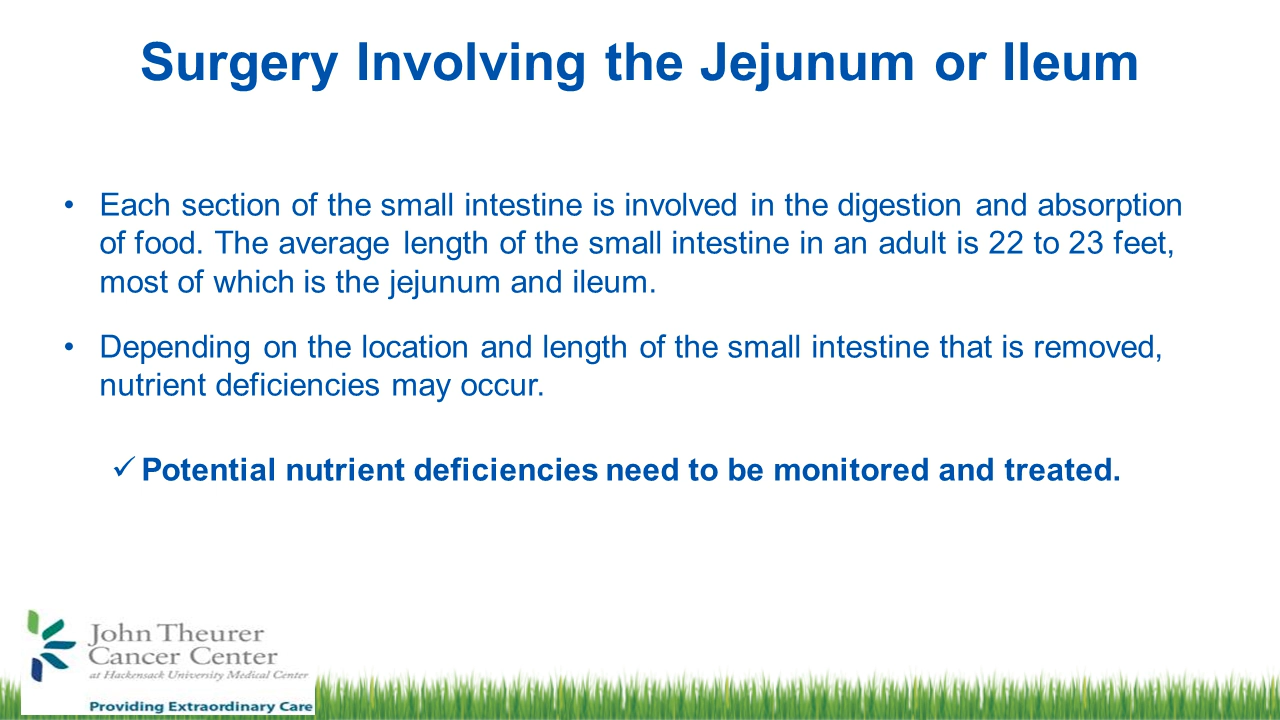 Surgery Involving the Jejunum or Ileum
• Each section of the small intestine is involved in the digestion and absorption
of food. The average length of the small intestine in an adult is 22 to 23 feet,
most of which is the jejunum and ileum.
• Depending on the location and length of the small intestine that is removed,
nutrient deficiencies may occur.
✓ Potential nutrient deficiencies need to be monitored and treated.
John Theurer
Cancer Center
at Hackensack University Medical Center
Providing Extraordinary Care